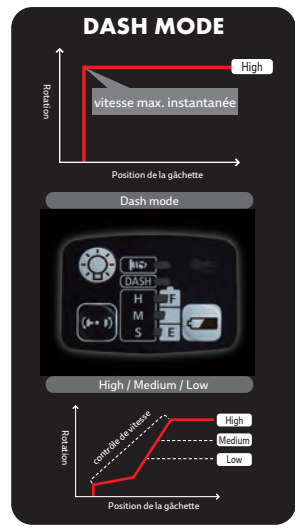 DASH MODE
Rotation
High
vitesse max. instantanée
Position de la gâchette
Dash mode
DASH
H
F
M
S
E
High / Medium / Low
Rotation
contrôle de vitesse
High
Medium
Low
Position de la gâchette